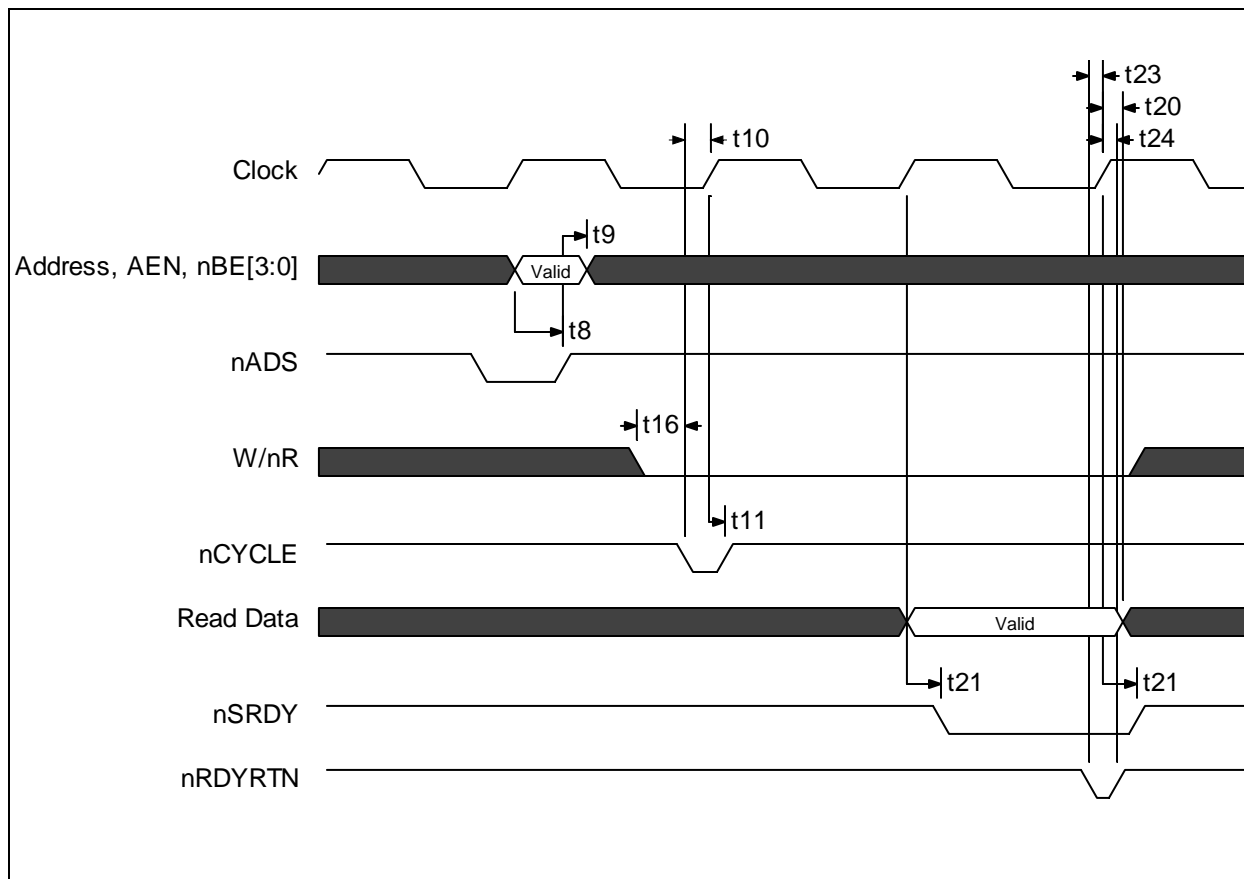 t23
t20
t10
t24
Clock
t9
Address, AEN, nBE[3:0]
Valid
t8
nADS
t16
W/nR
t11
nCYCLE
Read Data
Valid
t21
t21
nSRDY
nRDYRTN